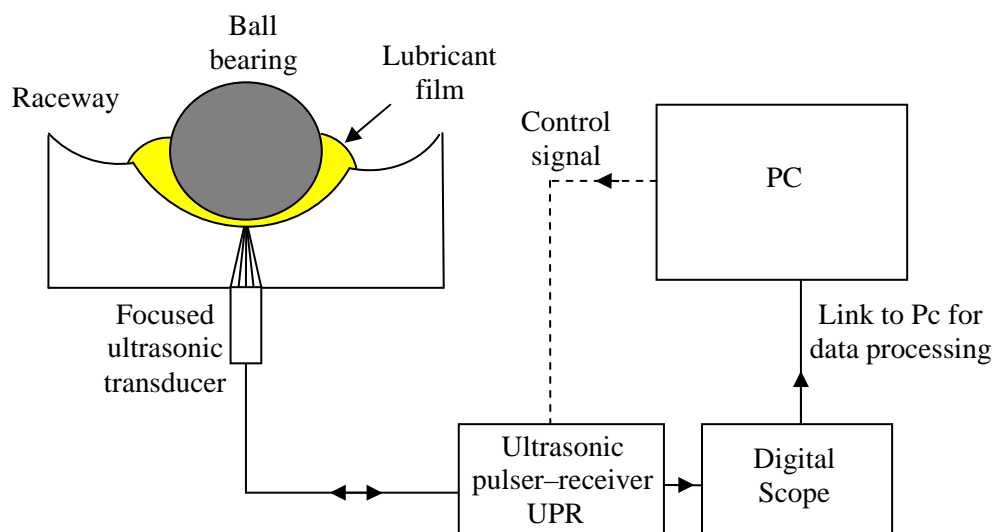 Ball
bearing
Lubricant
film
Raceway
Control
signal
PC
Focused
ultrasonic
transducer
Link to Pc for
data processing
Ultrasonic
pulser–receiver
UPR
Digital
Scope